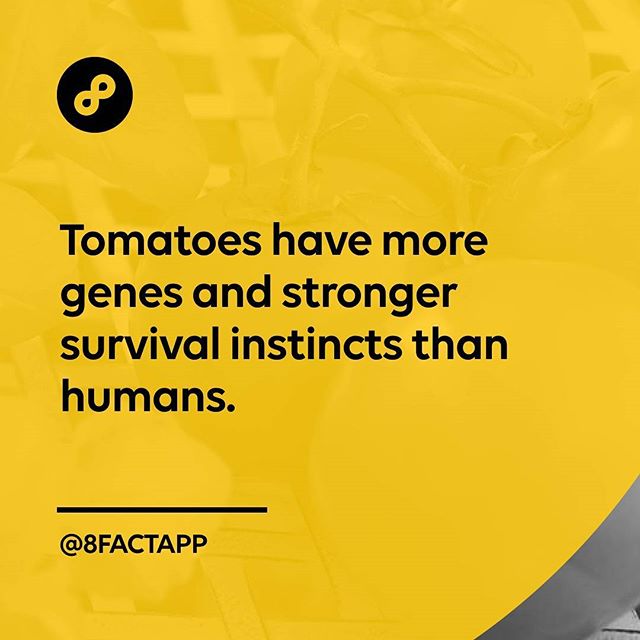 Tomatoes have more
genes and stronger
survival instincts than
humans.
@8FACTAPP